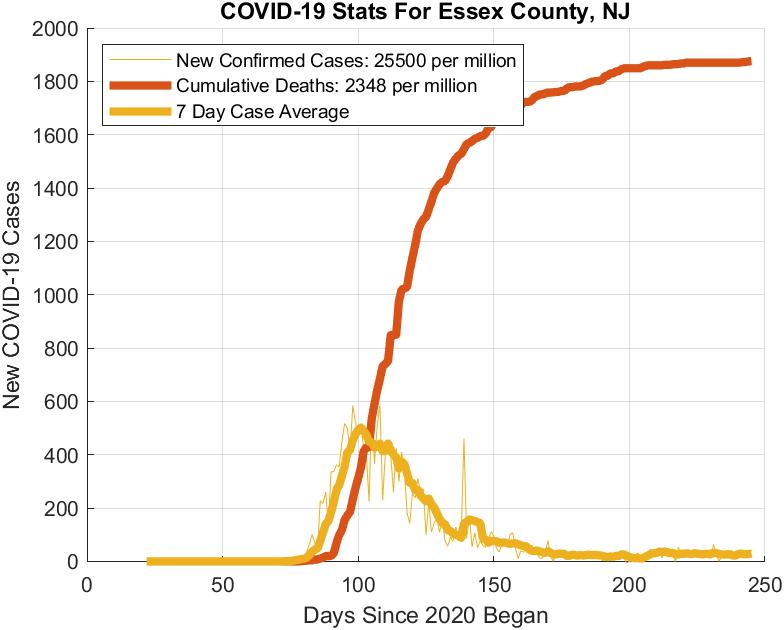 COVID-19 Stats For Essex County, NJ
New Confirmed Cases: 25500 per million
Cumulative Deaths: 2348 per million
7 Day Case Average
New COVID-19 Cases
2000
1800
1600
1400
1200
1000
800
600
400
200
0
0 50 100 150 200 250
Days Since 2020 Began